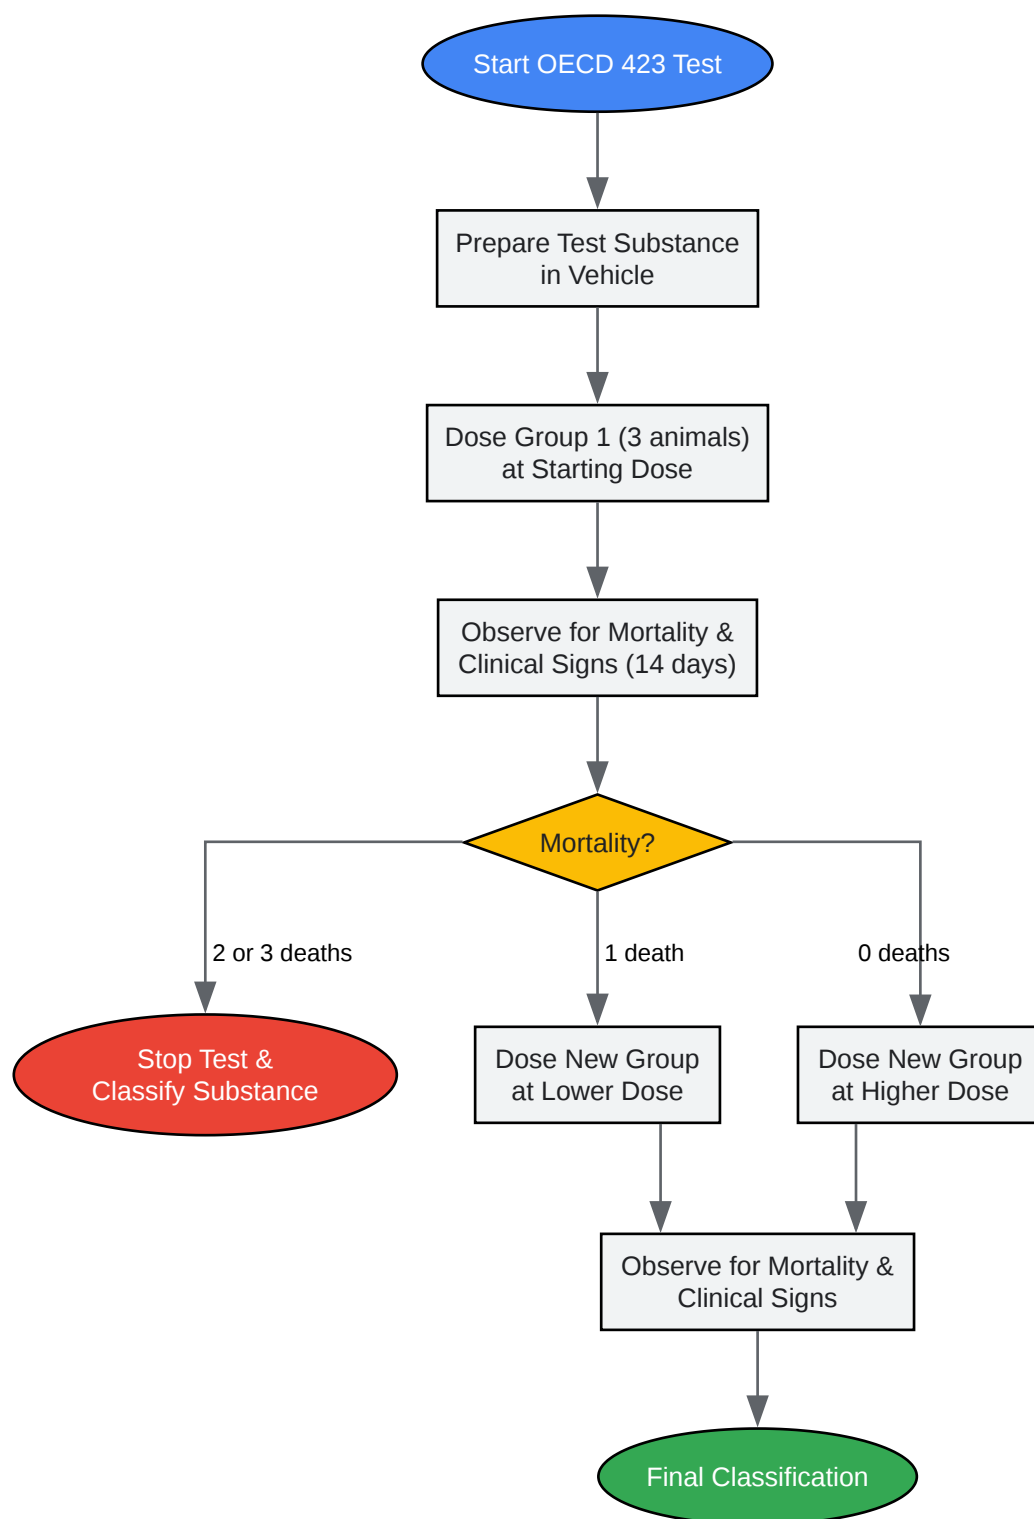 Start OECD 423 Test
Prepare Test Substance
in Vehicle
Dose Group 1 (3 animals)
at Starting Dose
Observe for Mortality &
Clinical Signs (14 days)
Mortality?
2 or 3 deaths
1 death
0 deaths
Stop Test &
Classify Substance
Dose New Group
at Lower Dose
Dose New Group
at Higher Dose
Observe for Mortality &
Clinical Signs
Final Classification